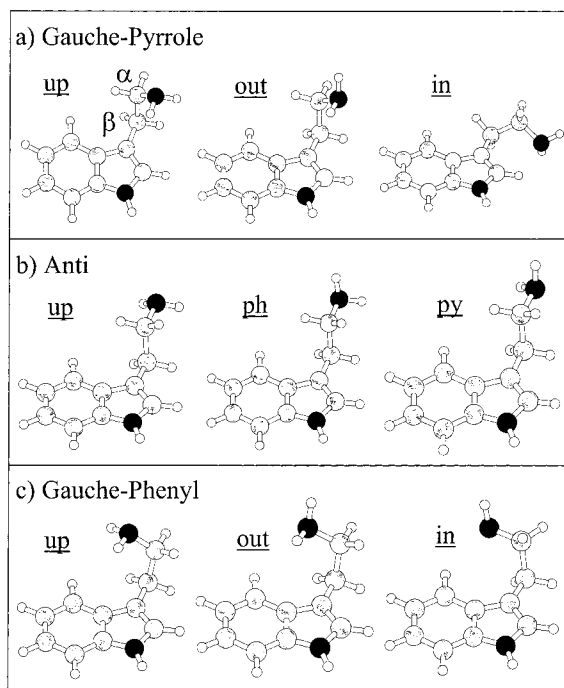 a) Gauche-Pyrrole
up out in
α
β
b) Anti
up ph py
c) Gauche-Phenyl
up out in